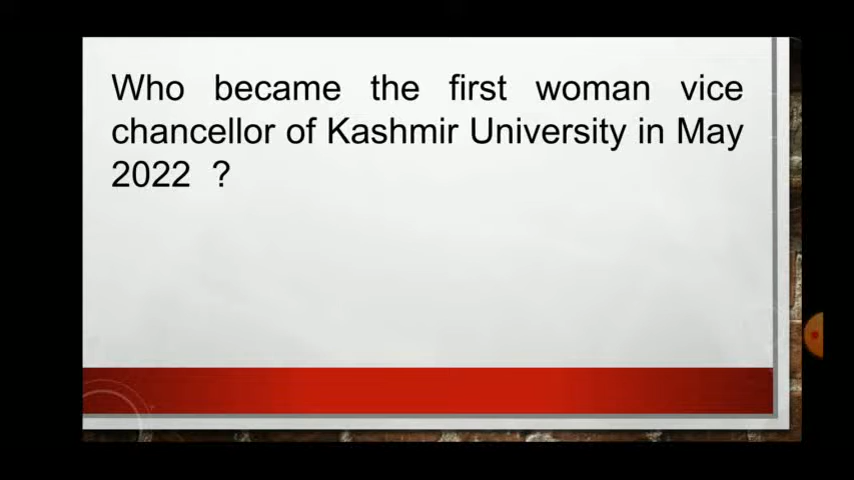 Who became the first woman vice
chancellor of Kashmir University in May
2022 ?